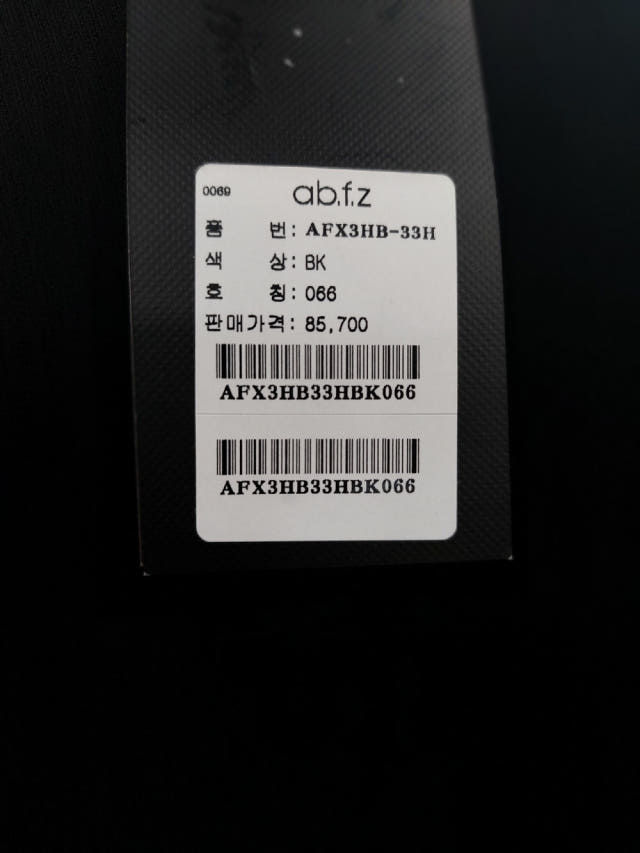 0069
ab.f.z
품 번: AFX3HB-33H
색 상: BK
호 칭: 066
판매가격: 85,700
AFX3HB33HBK066
AFX3HB33HBK066